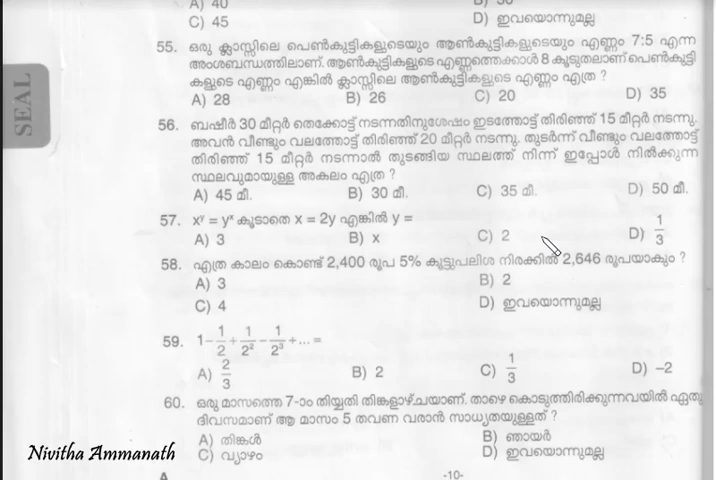 A) 40
C) 45
D) ഇവയൊന്നുമല്ല
55. ഒരു ക്ലാസ്സിലെ പെൺകുട്ടികളുടെയും ആൺകുട്ടികളുടെയും എണ്ണം 7:5 എന്ന
അംശബന്ധത്തിലാണ്. ആൺകുട്ടികളുടെ എണ്ണത്തെക്കാൾ 8 കൂടുതലാണ് പെൺകുട്ടി
കളുടെ എണ്ണം എങ്കിൽ ക്ലാസ്സിലെ ആൺകുട്ടികളുടെ എണ്ണം എത്ര ?
A) 28 B) 26 C) 20 D) 35
56. ബഷീർ 30 മീറ്റർ തെക്കോട്ട് നടന്നതിനുശേഷം ഇടത്തോട്ട് തിരിഞ്ഞ് 15 മീറ്റർ നടന്നു.
അവൻ വീണ്ടും വലത്തോട്ട് തിരിഞ്ഞ് 20 മീറ്റർ നടന്നു. തുടർന്ന് വീണ്ടും വലത്തോട്ട്
തിരിഞ്ഞ് 15 മീറ്റർ നടന്നാൽ തുടങ്ങിയ സ്ഥലത്ത് നിന്ന് ഇപ്പോൾ നിൽക്കുന്ന
സ്ഥലവുമായുള്ള അകലം എത്ര ?
A) 45 മീ. B) 30 മീ. C) 35 മീ. D) 50 മീ.
57. xʸ = yˣ കൂടാതെ x = 2y എങ്കിൽ y =
A) 3 B) x C) 2 D) 1/3
58. എത്ര കാലം കൊണ്ട് 2,400 രൂപ 5% കൂട്ടുപലിശ നിരക്കിൽ 2,646 രൂപയാകും ?
A) 3 B) 2
C) 4 D) ഇവയൊന്നുമല്ല
59. 1 - 1/2 + 1/2² - 1/2³ + ... =
A) 2/3 B) 2 C) 1/3 D) -2
60. ഒരു മാസത്തെ 7-ാം തിയ്യതി തിങ്കളാഴ്ചയാണ്. താഴെ കൊടുത്തിരിക്കുന്നവയിൽ ഏതു
ദിവസമാണ് ആ മാസം 5 തവണ വരാൻ സാധ്യതയുള്ളത് ?
A) തിങ്കൾ B) ഞായർ
C) വ്യാഴം D) ഇവയൊന്നുമല്ല
Nivitha Ammanath
A -10-
SEAL